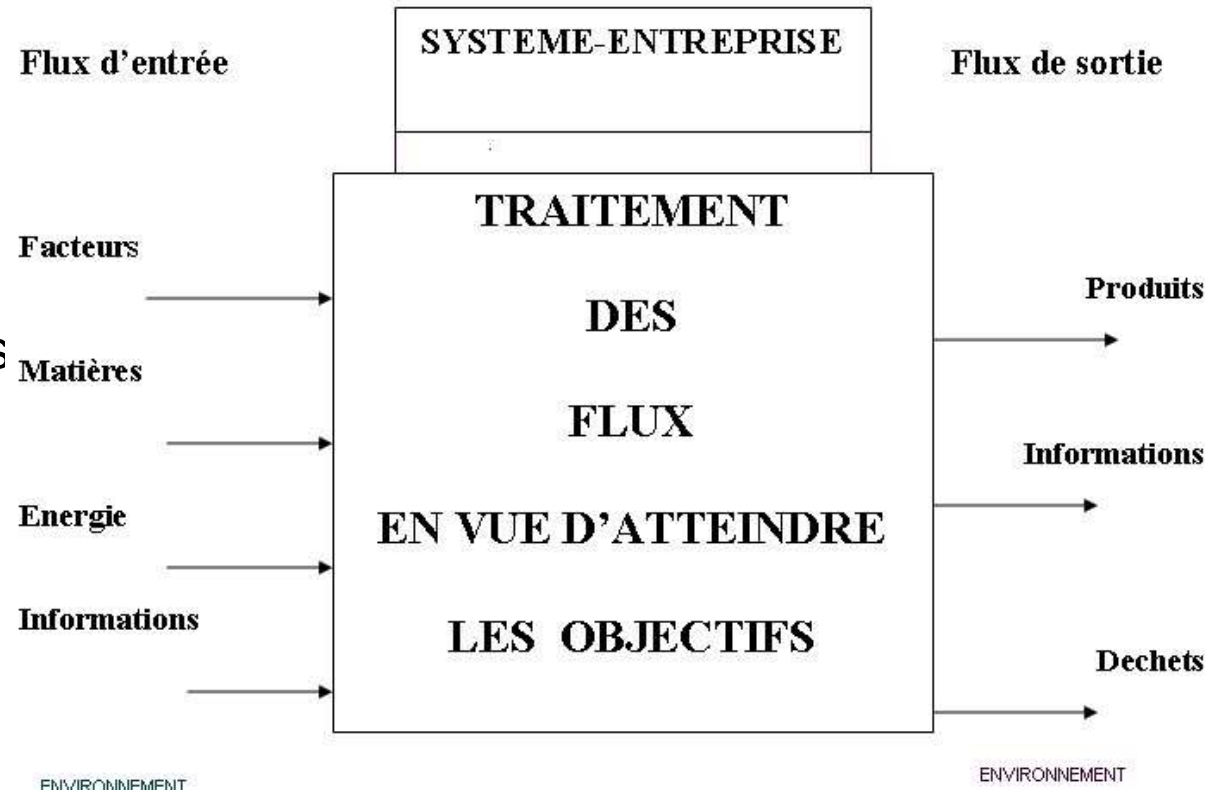 SYSTEME-ENTREPRISE
Flux d'entrée
Flux de sortie
TRAITEMENT
DES
FLUX
EN VUE D'ATTEINDRE
LES OBJECTIFS
Facteurs
Matières
Energie
Informations
Produits
Informations
Dechets
ENVIRONNEMENT
ENVIRONNEMENT